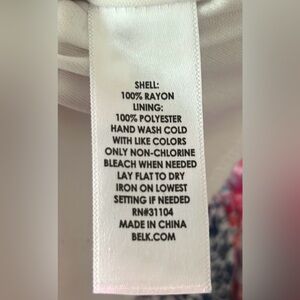 SHELL:
100% RAYON
LINING:
100% POLYESTER
HAND WASH COLD
WITH LIKE COLORS
ONLY NON-CHLORINE
BLEACH WHEN NEEDED
LAY FLAT TO DRY
IRON ON LOWEST
SETTING IF NEEDED
RN#31104
MADE IN CHINA
BELK.COM